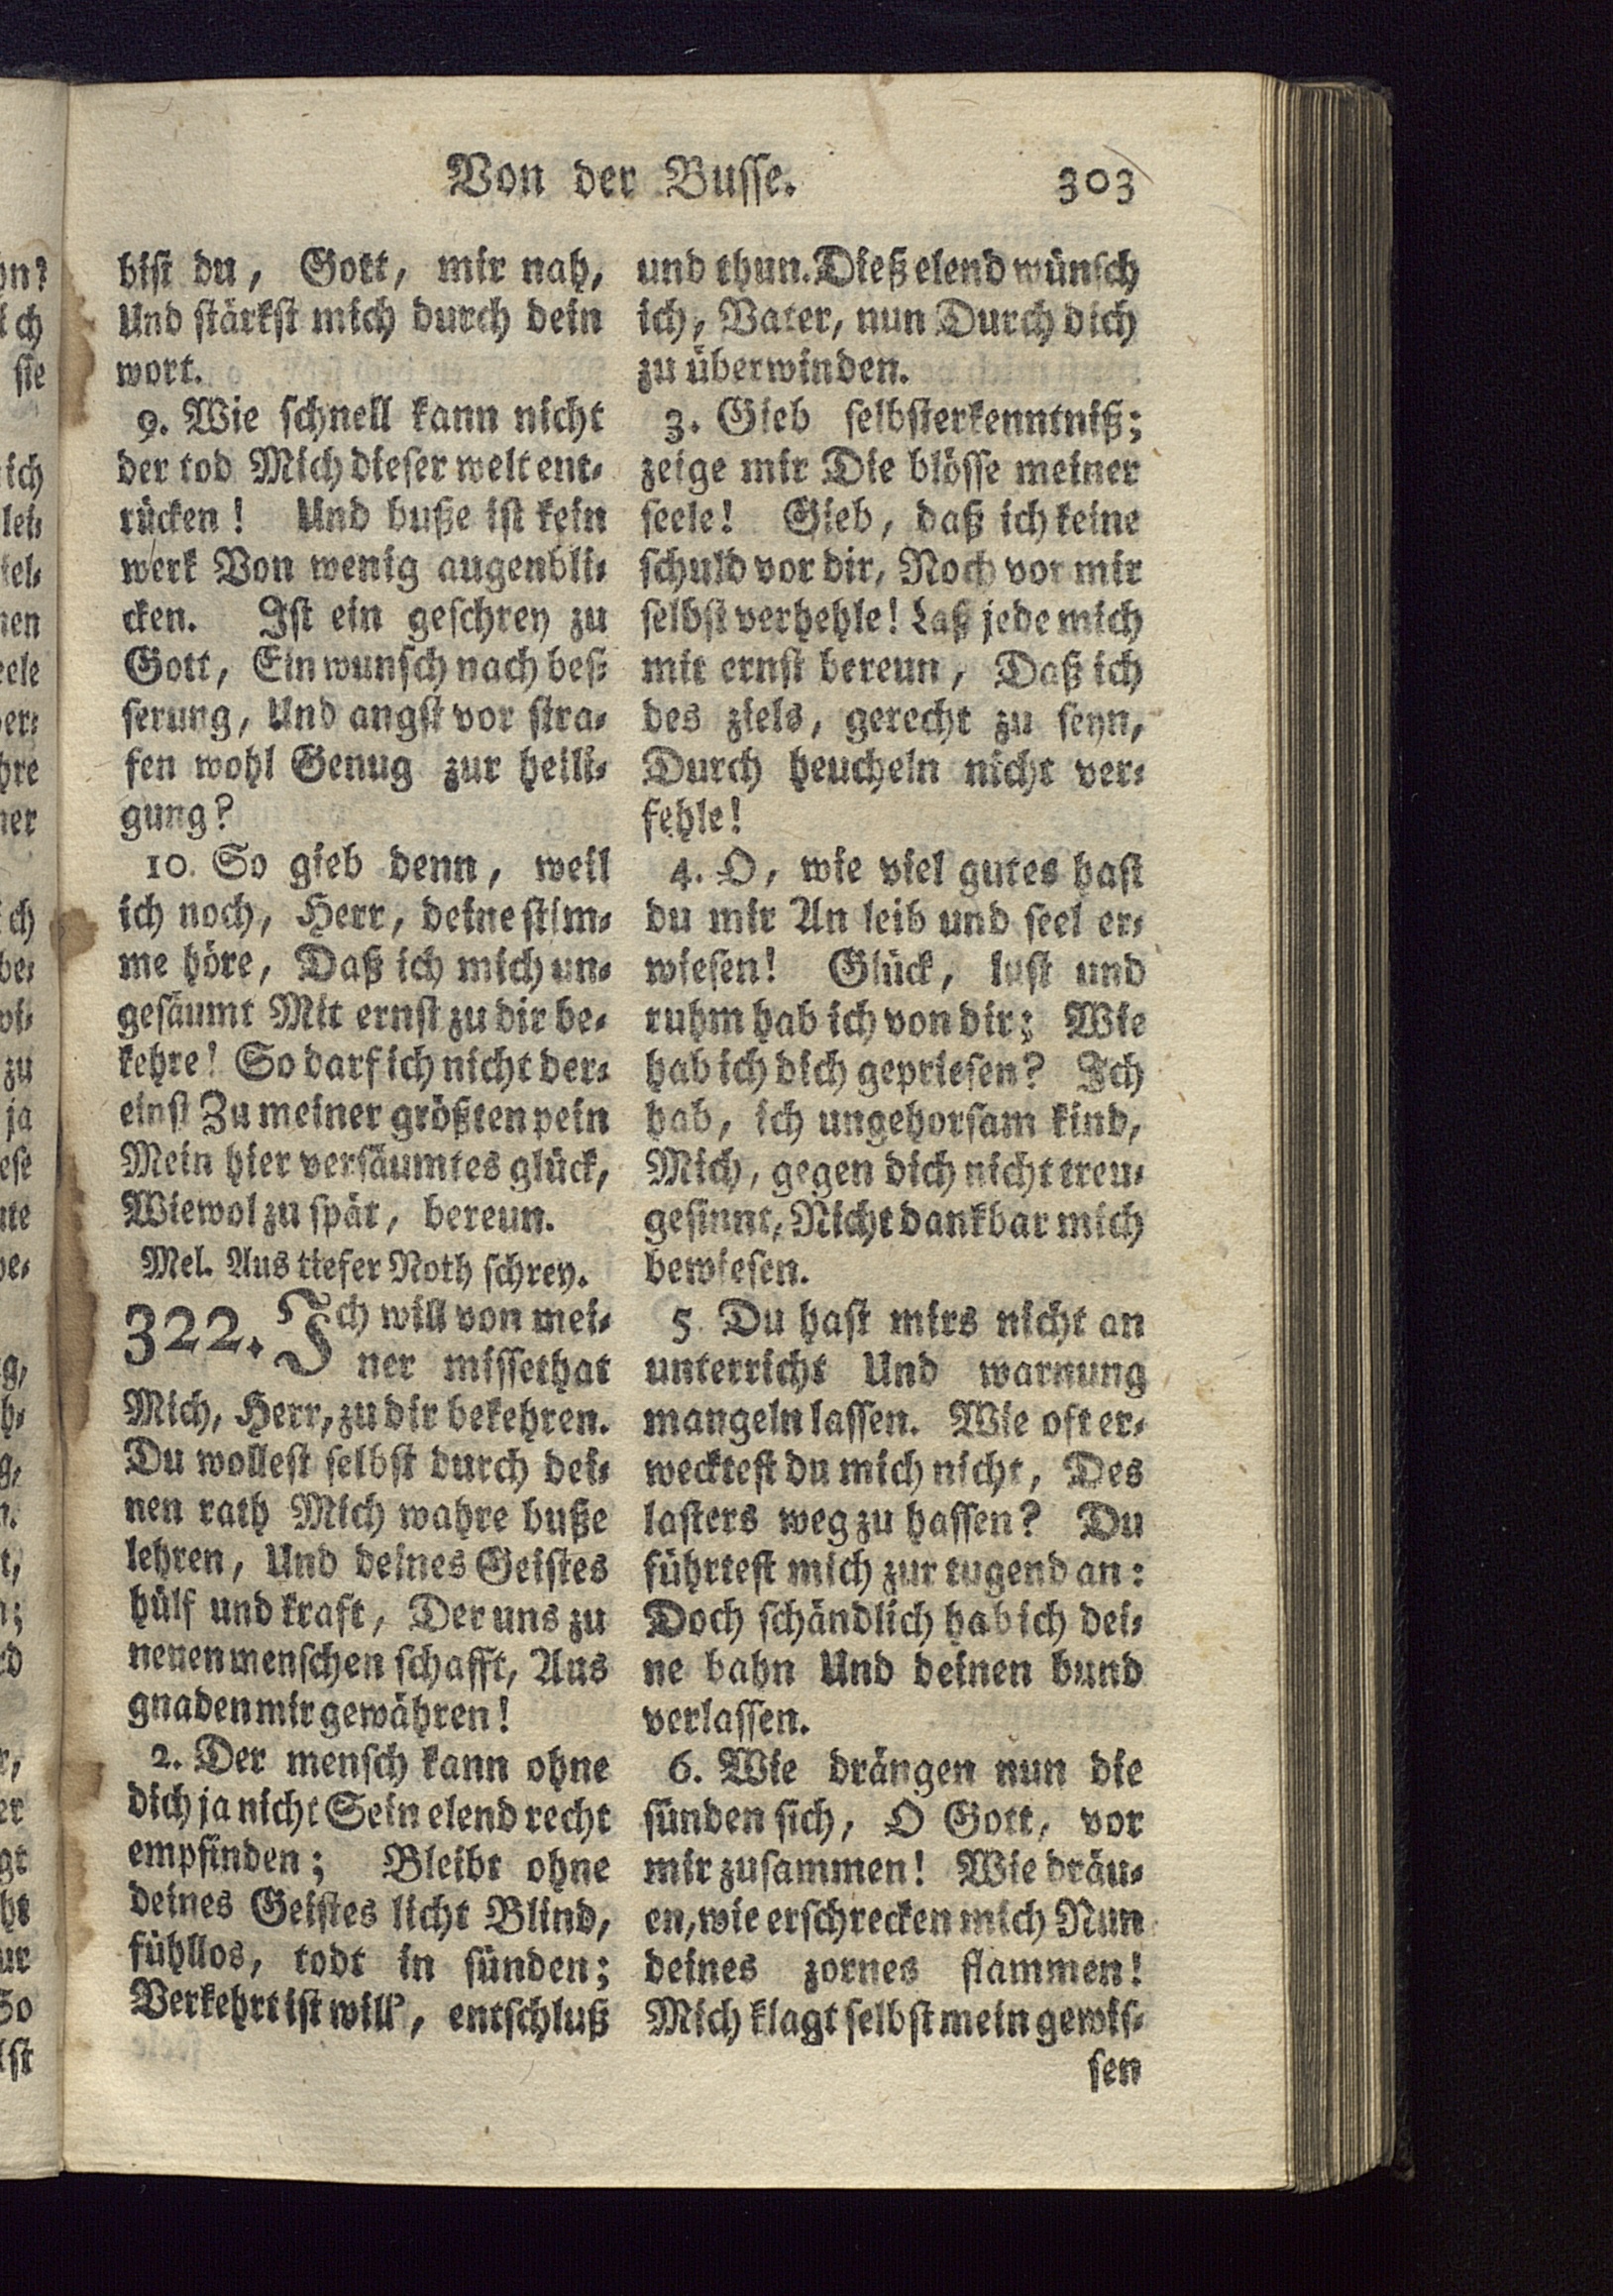 Von der Busse. 303
bist du, Gott, mir nah,
Und stärkst mich durch dein
wort.
9. Wie schnell kann nicht
der tod Mich dieser welt ent-
rücken! Und buße ist kein
werk Von wenig augenbli-
cken. Ist ein geschrey zu
Gott, Ein wunsch nach bes-
serung, Und angst vor stra-
fen wohl Genug zur heili-
gung?
10. So gieb denn, weil
ich noch, Herr, deine stim-
me höre, Daß ich mich un-
gesäumt Mit ernst zu dir be-
kehre! So darf ich nicht der-
einst Zu meiner größten pein
Mein hier versäumtes glück,
Wiewol zu spät, bereun.
Mel. Aus tiefer Noth schrey.
322. Ich will von mei-
ner missethat
Mich, Herr, zu dir bekehren.
Du wollest selbst durch dei-
nen rath Mich wahre buße
lehren, Und deines Geistes
hülf und kraft, Der uns zu
neuen menschen schafft, Aus
gnaden mir gewähren!
2. Der mensch kann ohne
dich ja nicht Sein elend recht
empfinden; Bleibt ohne
deines Geistes licht Blind,
fühllos, todt in sünden;
Verkehrt ist will', entschluß
und thun. Dieß elend wünsch
ich, Vater, nun Durch dich
zu überwinden.
3. Gieb selbsterkenntniß;
zeige mir Die blösse meiner
seele! Gieb, daß ich keine
schuld vor dir, Noch vor mir
selbst verhehle! Laß jede mich
mit ernst bereun, Daß ich
des ziels, gerecht zu seyn,
Durch heucheln nicht ver-
fehle!
4. O, wie viel gutes hast
du mir An leib und seel er-
wiesen! Glück, lust und
ruhm hab ich von dir; Wie
hab ich dich gepriesen? Ich
hab, ich ungehorsam kind,
Mich, gegen dich nicht treu-
gesinnt, Nicht dankbar mich
bewiesen.
5. Du hast mirs nicht an
unterricht Und warnung
mangeln lassen. Wie oft er-
wecktest du mich nicht, Des
lasters weg zu hassen? Du
führtest mich zur tugend an:
Doch schändlich hab ich dei-
ne bahn Und deinen bund
verlassen.
6. Wie drängen nun die
sünden sich, O Gott, vor
mir zusammen! Wie dräu-
en, wie erschrecken mich Nun
deines zornes flammen!
Mich klagt selbst mein gewis-
sen